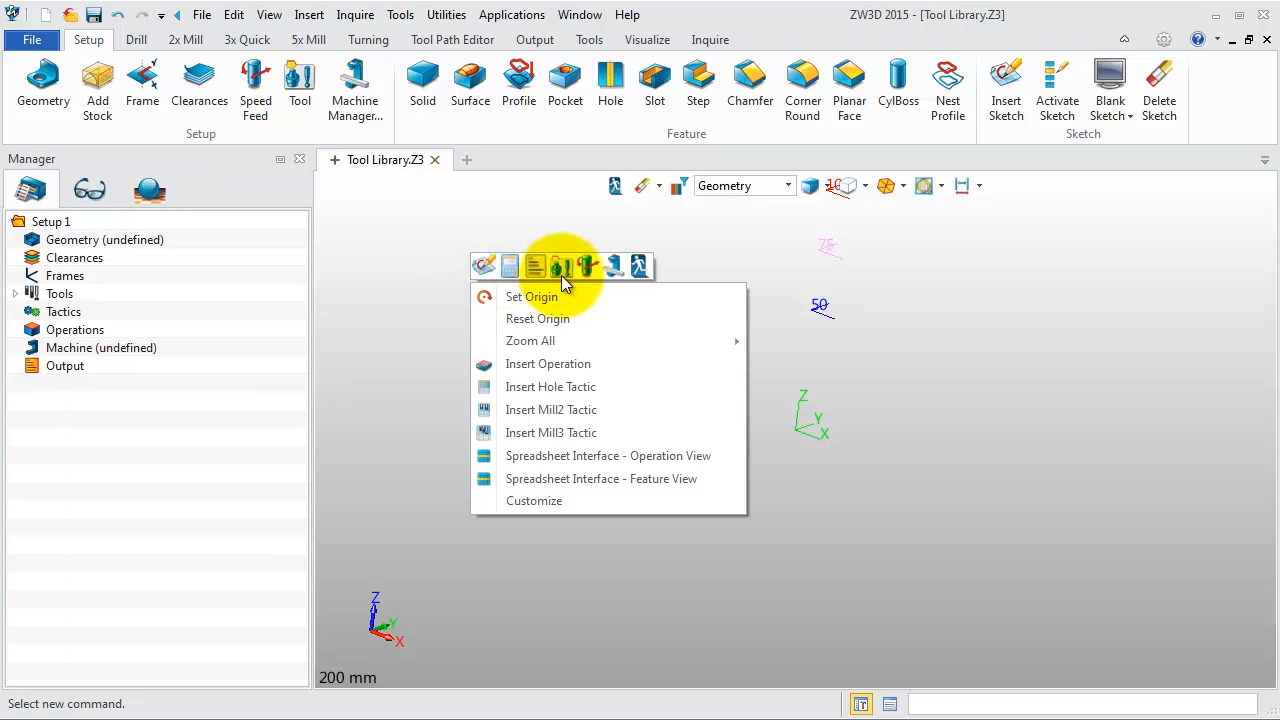 File Edit View Insert Inquire Tools Utilities Applications Window Help ZW3D 2015 - [Tool Library.Z3]
File Setup Drill 2x Mill 3x Quick 5x Mill Turning Tool Path Editor Output Tools Visualize Inquire
Geometry Add Stock Frame Clearances Speed Feed Tool Machine Manager... Solid Surface Profile Pocket Hole Slot Step Chamfer Corner Round Planar Face CylBoss Nest Profile Insert Sketch Activate Sketch Blank Sketch Delete Sketch
Setup Feature Sketch
Manager Tool Library.Z3
Geometry
Setup 1
Geometry (undefined)
Clearances
Frames
Tools
Tactics
Operations
Machine (undefined)
Output
75
50
Z
Y
X
Set Origin
Reset Origin
Zoom All
Insert Operation
Insert Hole Tactic
Insert Mill2 Tactic
Insert Mill3 Tactic
Spreadsheet Interface - Operation View
Spreadsheet Interface - Feature View
Customize
Z
Y
X
200 mm
Select new command.